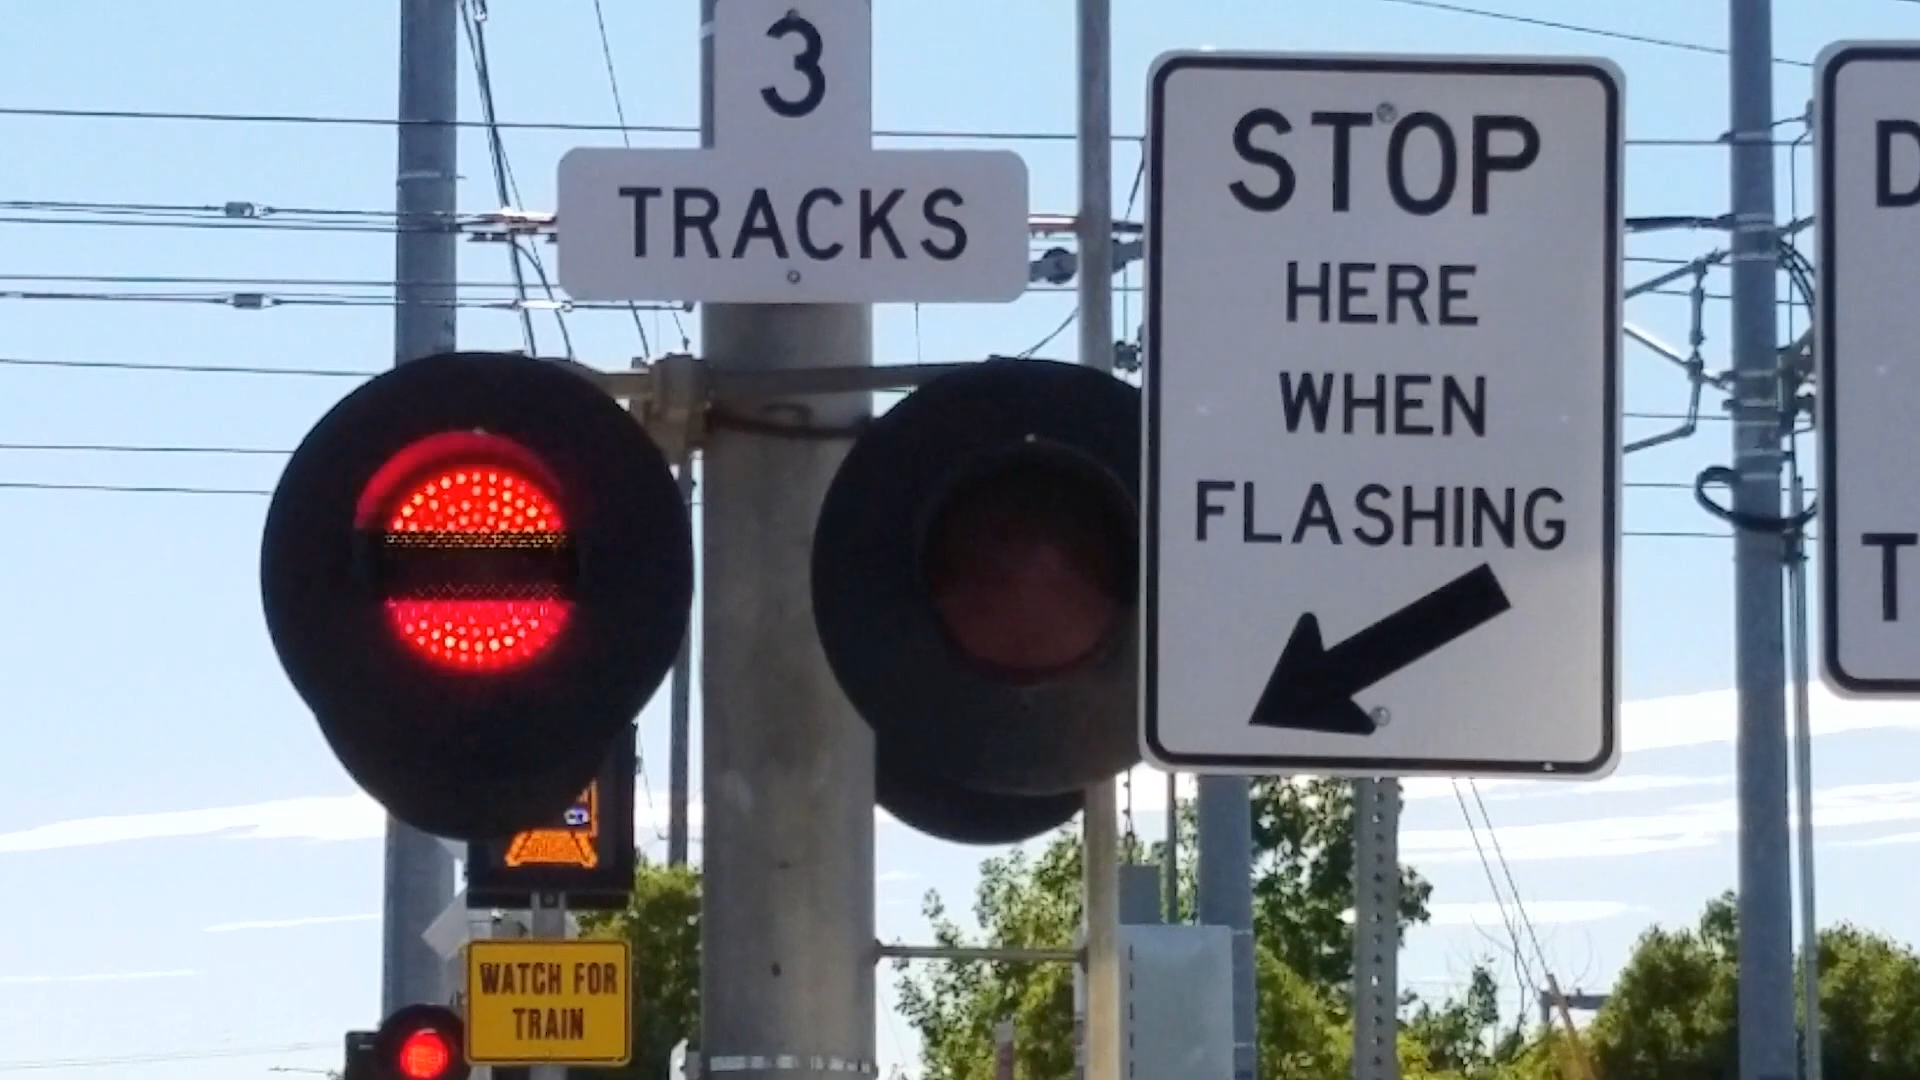 3
TRACKS
STOP
HERE
WHEN
FLASHING
WATCH FOR
TRAIN